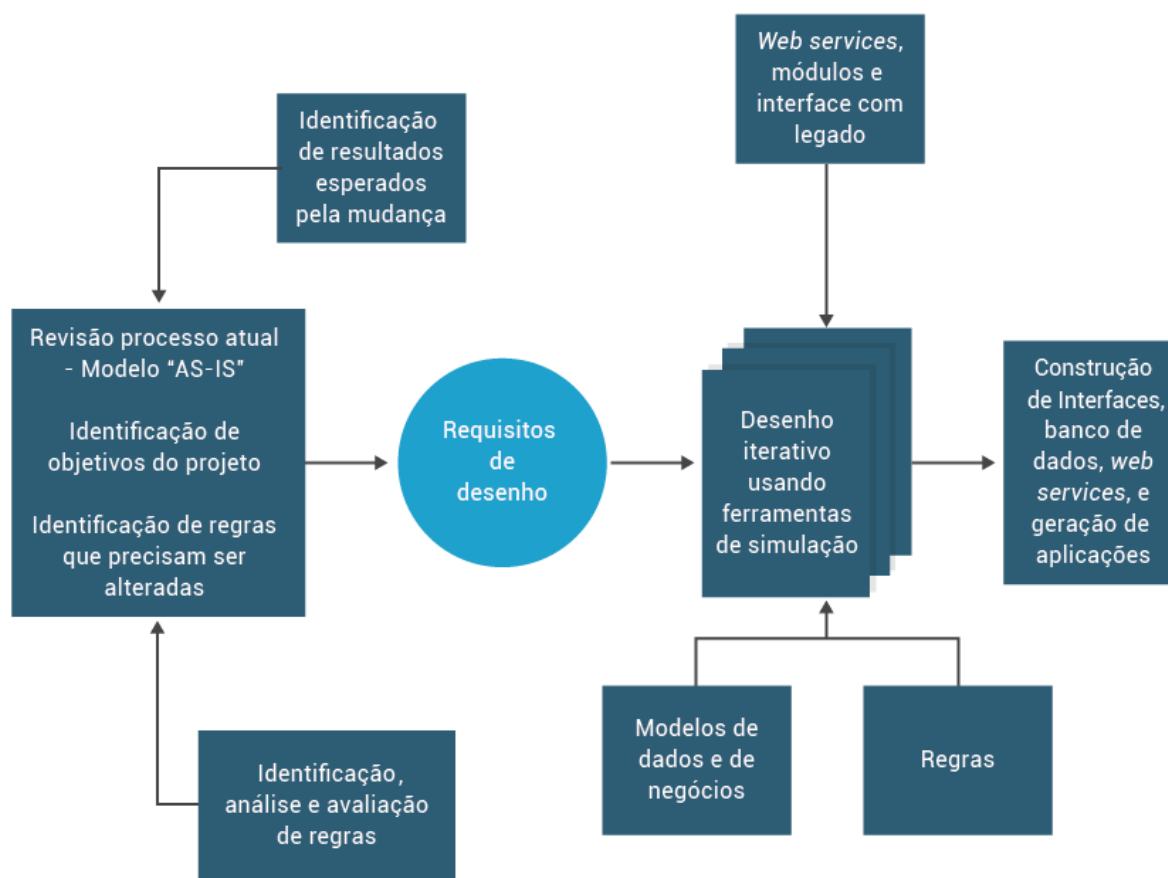 Identificação
de resultados
esperados
pela mudança
Web services,
módulos e
interface com
legado
Revisão processo atual
- Modelo “AS-IS”
Identificação de
objetivos do projeto
Identificação de regras
que precisam ser
alteradas
Requisitos
de
desenho
Desenho
iterativo
usando
ferramentas
de simulação
Construção
de Interfaces,
banco de
dados, web
services, e
geração de
aplicações
Identificação,
análise e avaliação
de regras
Modelos de
dados e de
negócios
Regras